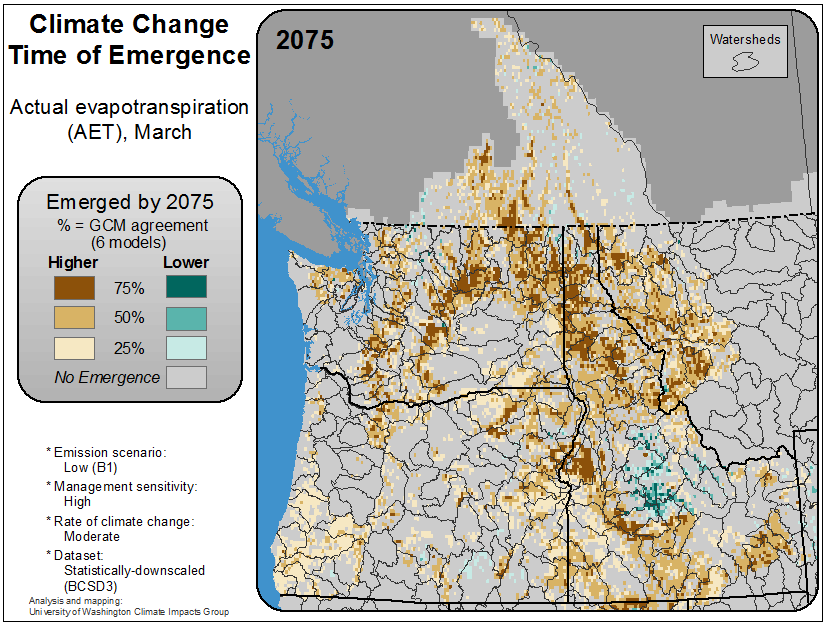 Climate Change
Time of Emergence
Actual evapotranspiration
(AET), March
Emerged by 2075
% = GCM agreement
(6 models)
Higher Lower
75%
50%
25%
No Emergence
* Emission scenario:
Low (B1)
* Management sensitivity:
High
* Rate of climate change:
Moderate
* Dataset:
Statistically-downscaled
(BCSD3)
Analysis and mapping:
University of Washington Climate Impacts Group
2075
Watersheds